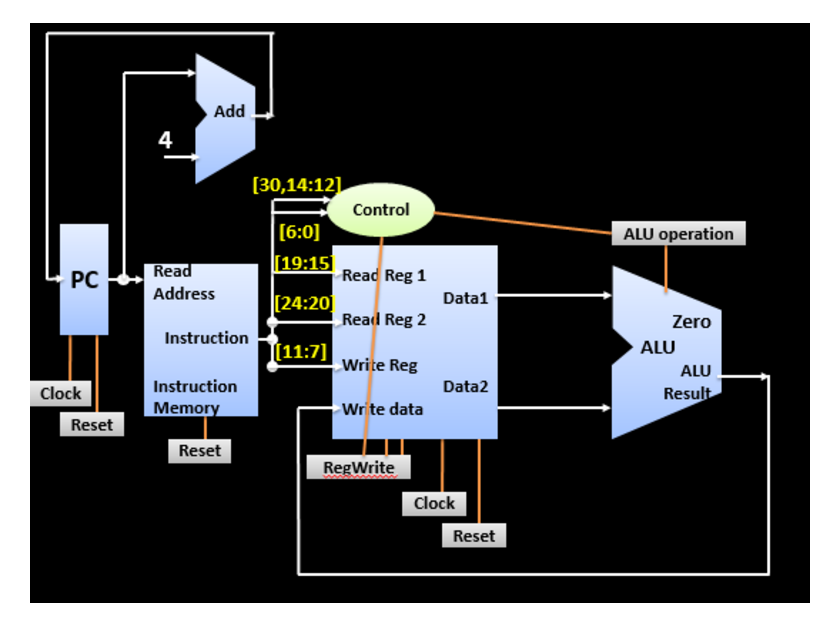 Add
4
[30,14:12]
Control
[6:0]
ALU operation
PC
Read
Address
[19:15]
Read Reg 1
Data1
[24:20]
Read Reg 2
Zero
Instruction
[11:7]
ALU
Write Reg
ALU
Result
Instruction
Memory
Data2
Write data
Clock
Reset
Reset
RegWrite
Clock
Reset